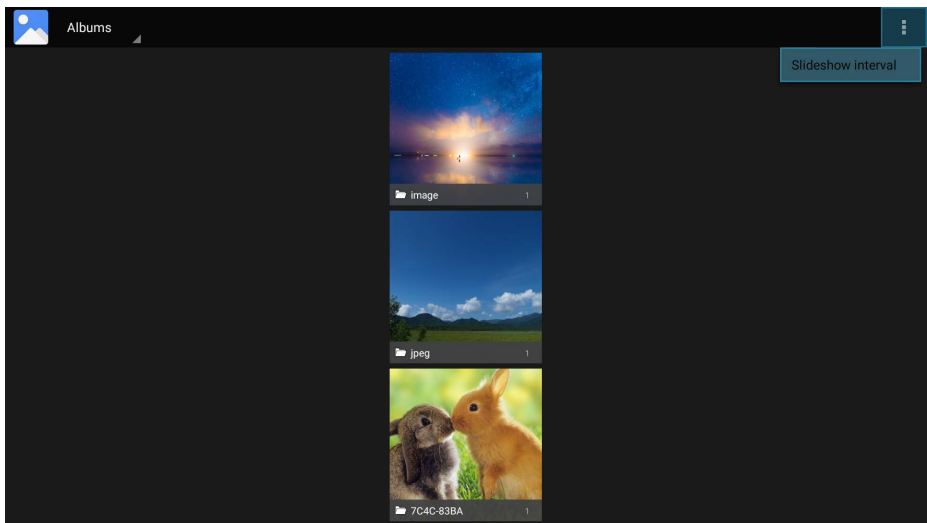 Albums
Slideshow interval
image 1
jpeg 1
7C4C-83BA 1